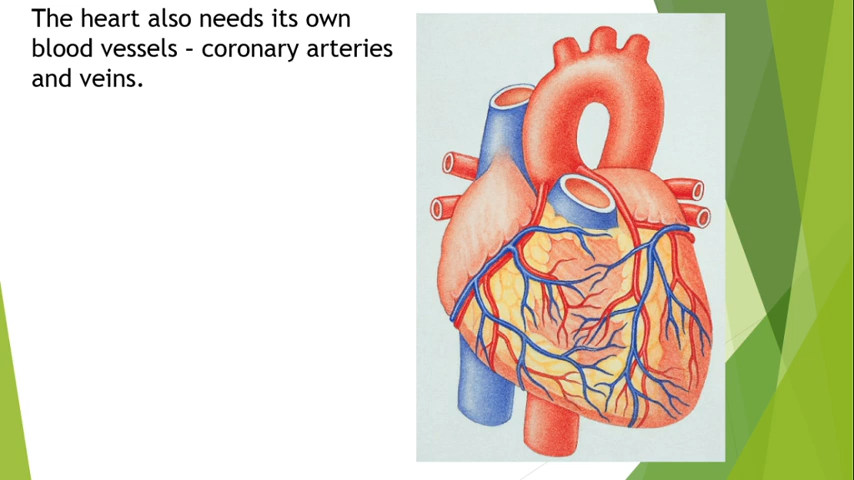 The heart also needs its own
blood vessels – coronary arteries
and veins.